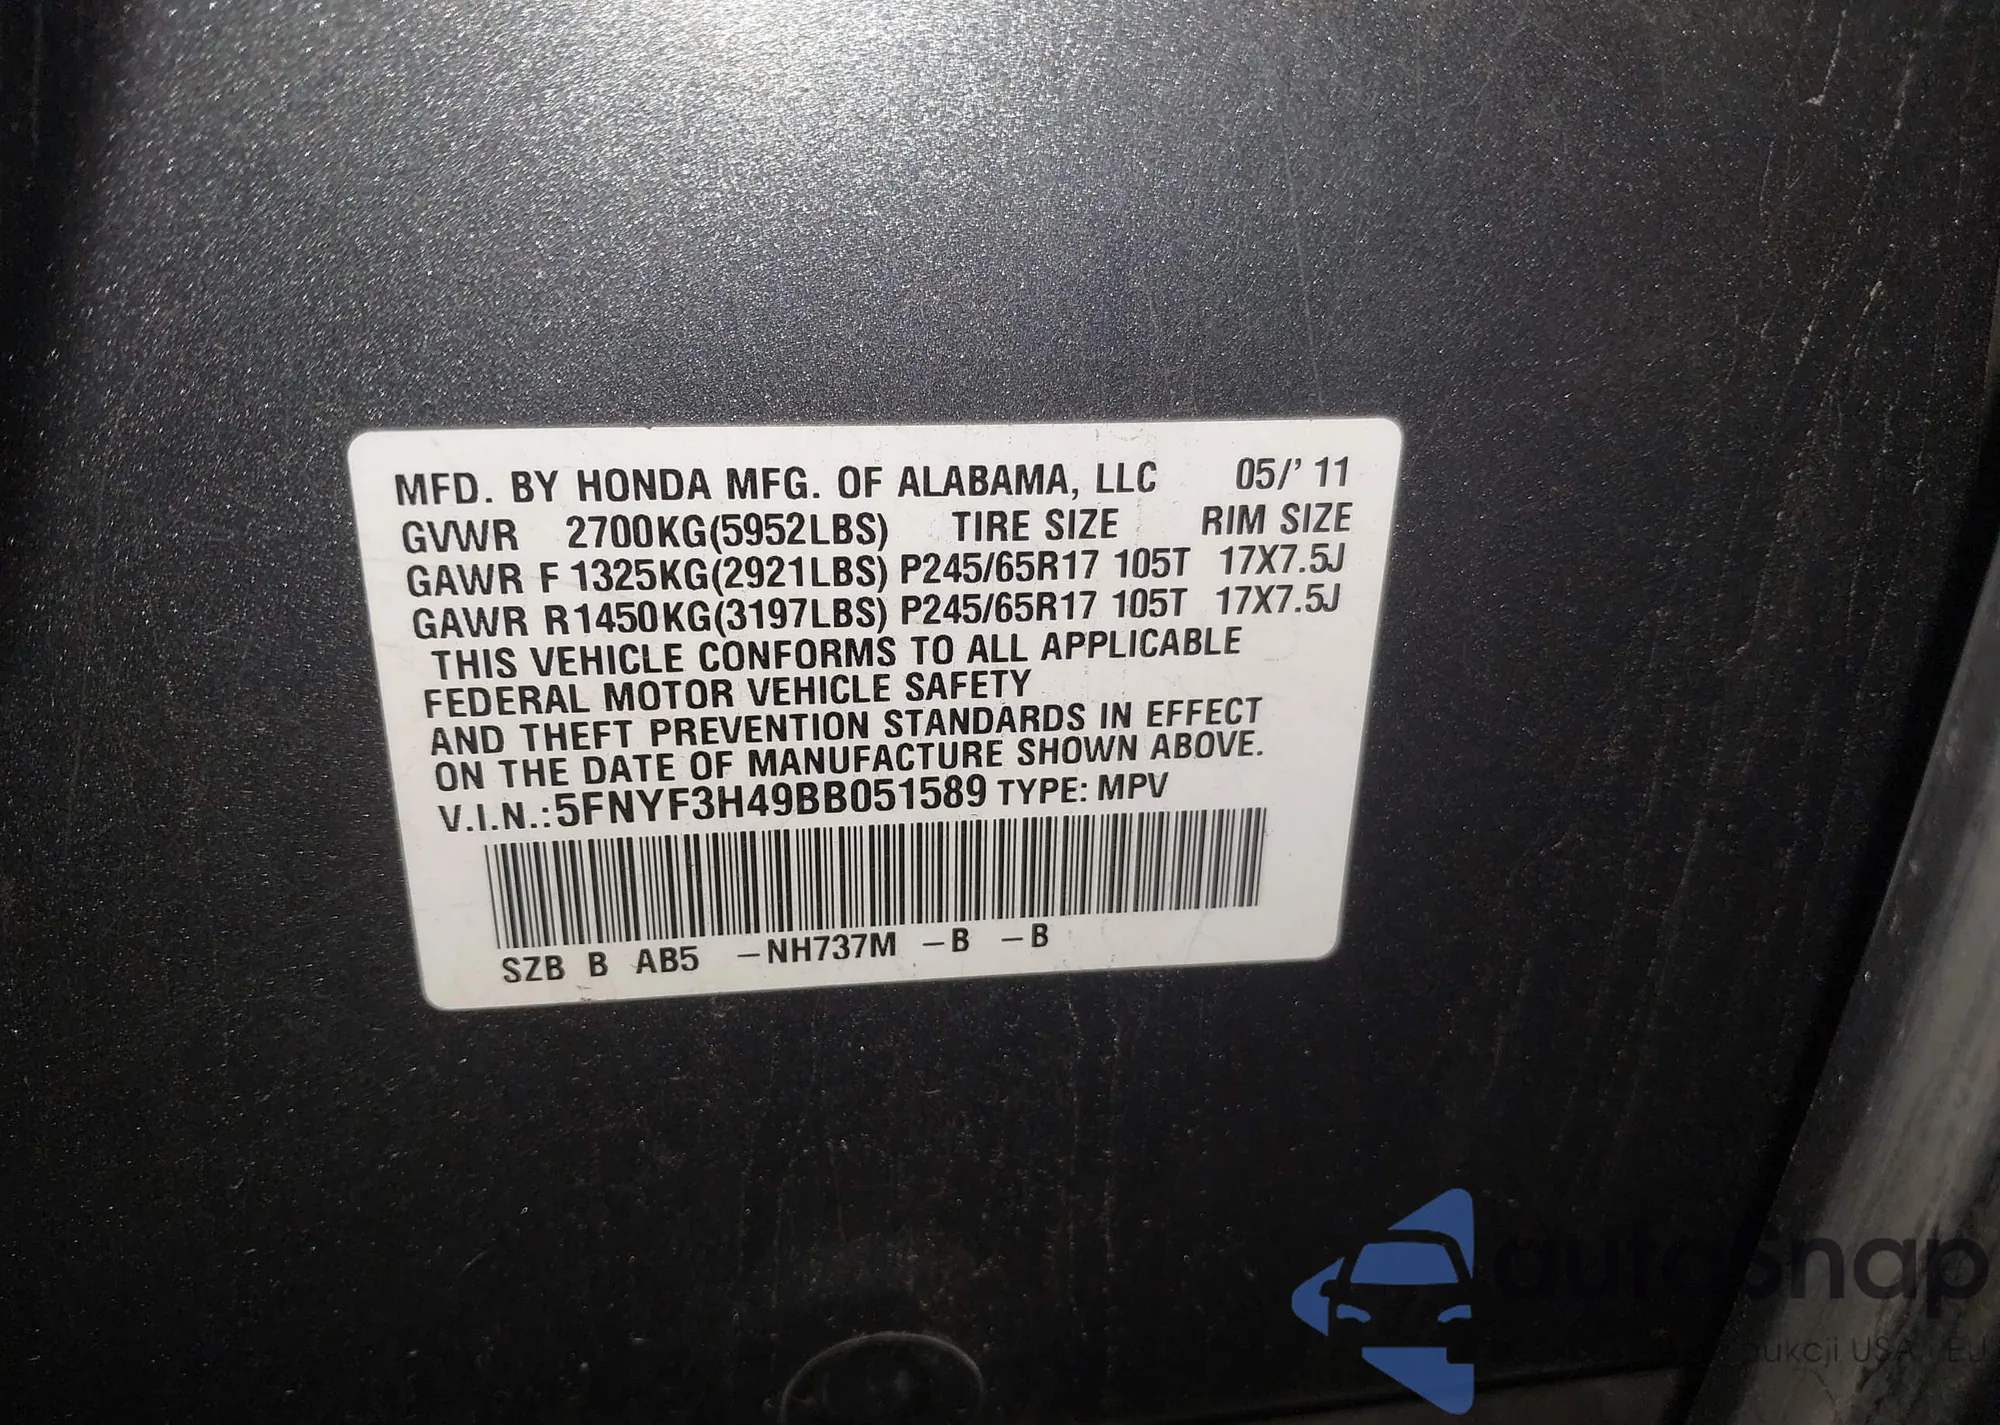 MFD. BY HONDA MFG. OF ALABAMA, LLC 05/' 11
GVWR 2700KG(5952LBS) TIRE SIZE RIM SIZE
GAWR F 1325KG(2921LBS) P245/65R17 105T 17X7.5J
GAWR R1450KG(3197LBS) P245/65R17 105T 17X7.5J
THIS VEHICLE CONFORMS TO ALL APPLICABLE
FEDERAL MOTOR VEHICLE SAFETY
AND THEFT PREVENTION STANDARDS IN EFFECT
ON THE DATE OF MANUFACTURE SHOWN ABOVE.
V.I.N.:5FNYF3H49BB051589 TYPE: MPV
SZB B AB5 -NH737M -B -B
autosnap
USA EU